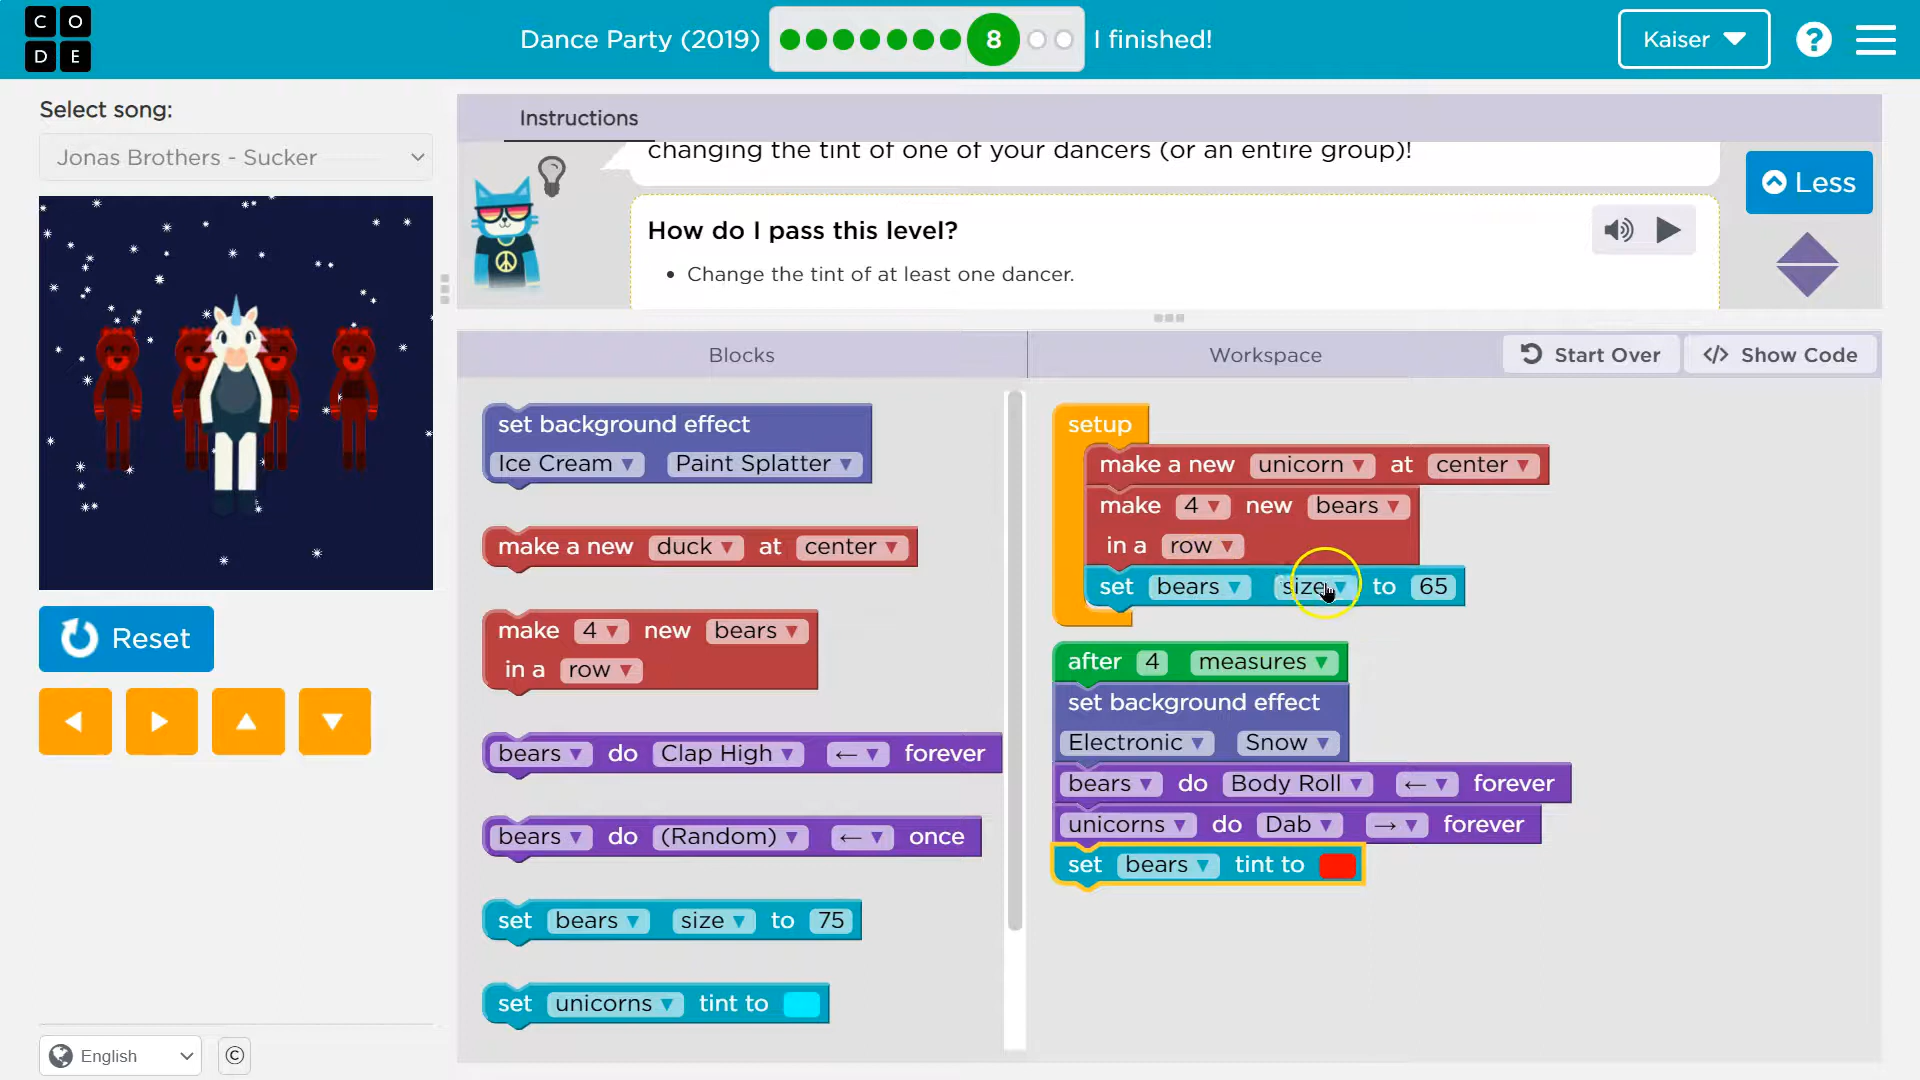 C O
D E
Dance Party (2019)
8
I finished!
Kaiser
?
Select song:
Jonas Brothers - Sucker
Instructions
changing the tint of one of your dancers (or an entire group)!
How do I pass this level?
• Change the tint of at least one dancer.
Less
Blocks
Workspace
Start Over
</> Show Code
set background effect
Ice Cream ▼ Paint Splatter ▼
make a new duck ▼ at center ▼
make 4 ▼ new bears ▼
in a row ▼
bears ▼ do Clap High ▼ ← ▼ forever
bears ▼ do (Random) ▼ ← ▼ once
set bears ▼ size ▼ to 75
set unicorns ▼ tint to
setup
make a new unicorn ▼ at center ▼
make 4 ▼ new bears ▼
in a row ▼
set bears ▼ size ▼ to 65
after 4 measures ▼
set background effect
Electronic ▼ Snow ▼
bears ▼ do Body Roll ▼ ← ▼ forever
unicorns ▼ do Dab ▼ → ▼ forever
set bears ▼ tint to
Reset
English
©